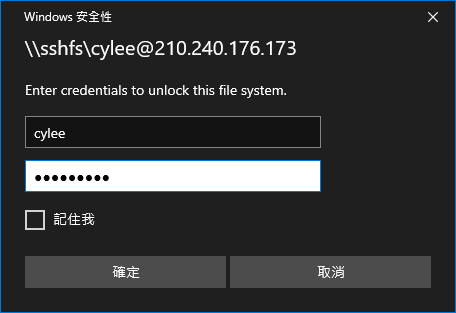 Windows 安全性
\\sshfs\cylee@210.240.176.173
Enter credentials to unlock this file system.
cylee
●●●●●●●●●
記住我
確定
取消